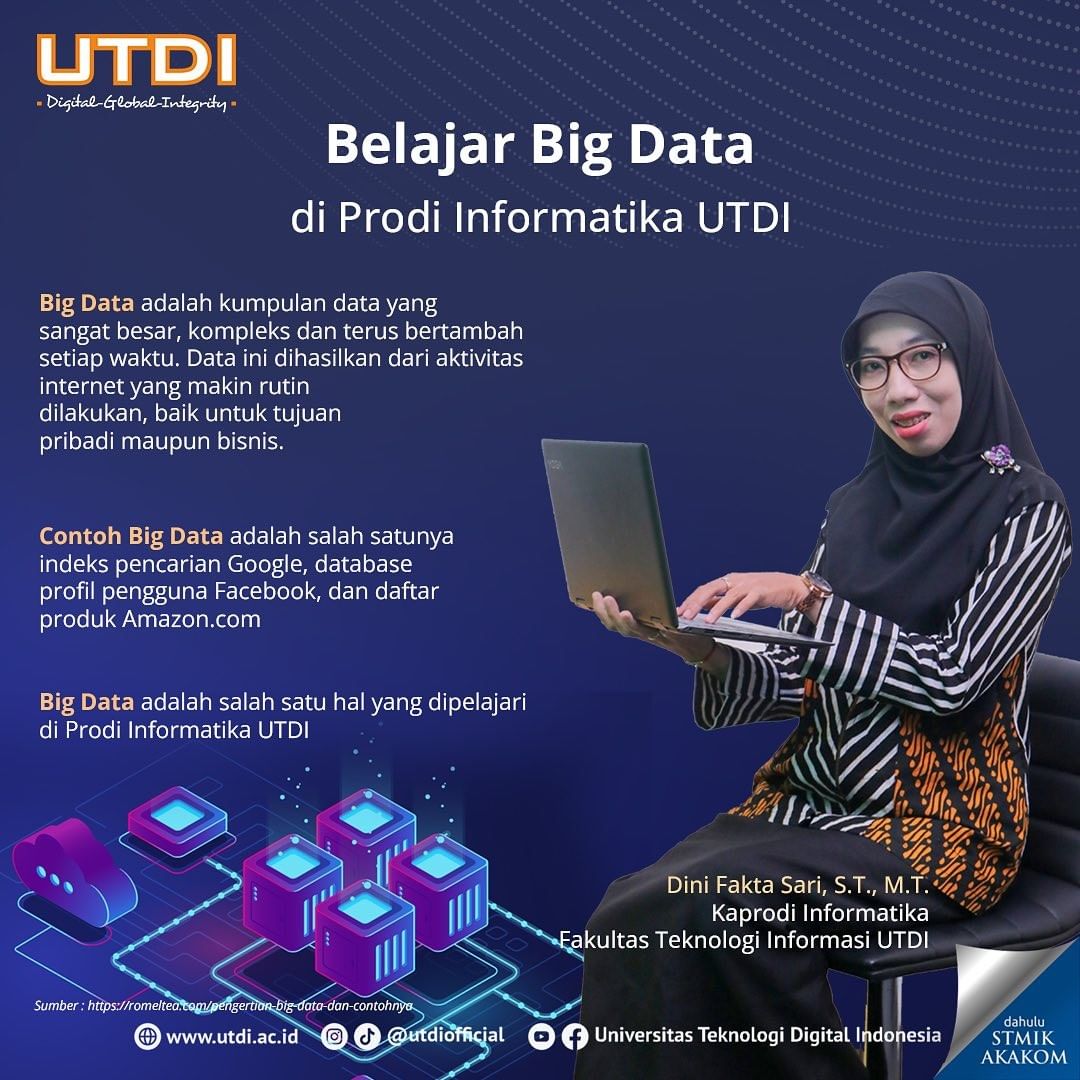 UTDI
Digital-Global-Integrity
Belajar Big Data
di Prodi Informatika UTDI
Big Data adalah kumpulan data yang
sangat besar, kompleks dan terus bertambah
setiap waktu. Data ini dihasilkan dari aktivitas
internet yang makin rutin
dilakukan, baik untuk tujuan
pribadi maupun bisnis.
Contoh Big Data adalah salah satunya
indeks pencarian Google, database
profil pengguna Facebook, dan daftar
produk Amazon.com
Big Data adalah salah satu hal yang dipelajari
di Prodi Informatika UTDI
Dini Fakta Sari, S.T., M.T.
Kaprodi Informatika
Fakultas Teknologi Informasi UTDI
Sumber : https://romeltea.com/pengertian-big-data-dan-contohnya
www.utdi.ac.id @utdiofficial Universitas Teknologi Digital Indonesia
dahulu
STMIK
AKAKOM